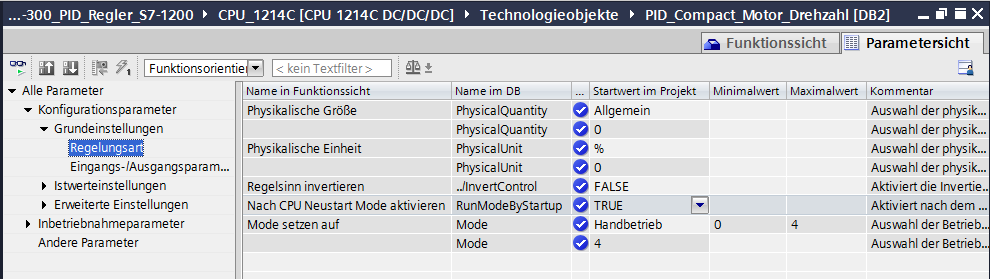 ...-300_PID_Regler_S7-1200 CPU_1214C [CPU 1214C DC/DC/DC] Technologieobjekte PID_Compact_Motor_Drehzahl [DB2]
Funktionssicht Parametersicht
Funktionsorientier < kein Textfilter >
Alle Parameter
Konfigurationsparameter
Grundeinstellungen
Regelungsart
Eingangs-/Ausgangsparam...
Istwerteinstellungen
Erweiterte Einstellungen
Inbetriebnahmeparameter
Andere Parameter
Name in Funktionssicht Name im DB ... Startwert im Projekt Minimalwert Maximalwert Kommentar
Physikalische Größe PhysicalQuantity Allgemein Auswahl der physik...
PhysicalQuantity 0 Auswahl der physik...
Physikalische Einheit PhysicalUnit % Auswahl der physik...
PhysicalUnit 0 Auswahl der physik...
Regelsinn invertieren ../InvertControl FALSE Aktiviert die Invertie...
Nach CPU Neustart Mode aktivieren RunModeByStartup TRUE Aktiviert nach dem ...
Mode setzen auf Mode Handbetrieb 0 4 Auswahl der Betrieb...
Mode 4 Auswahl der Betrieb...